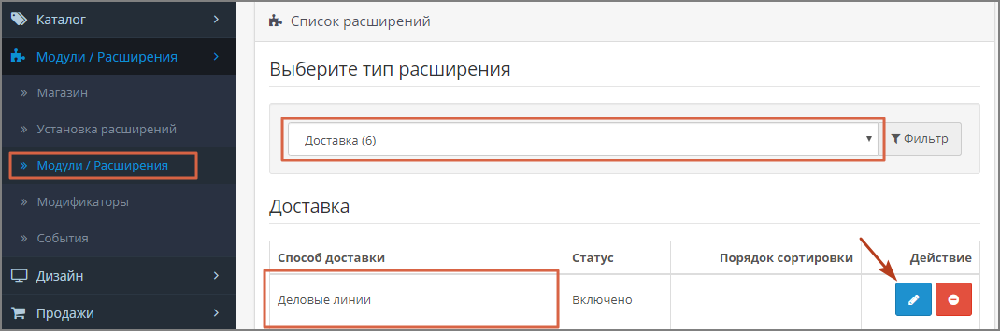 Каталог
Модули / Расширения
Магазин
Установка расширений
Модули / Расширения
Модификаторы
События
Дизайн
Продажи
Список расширений
Выберите тип расширения
Доставка (6)
Фильтр
Доставка
Способ доставки Статус Порядок сортировки Действие
Деловые линии Включено